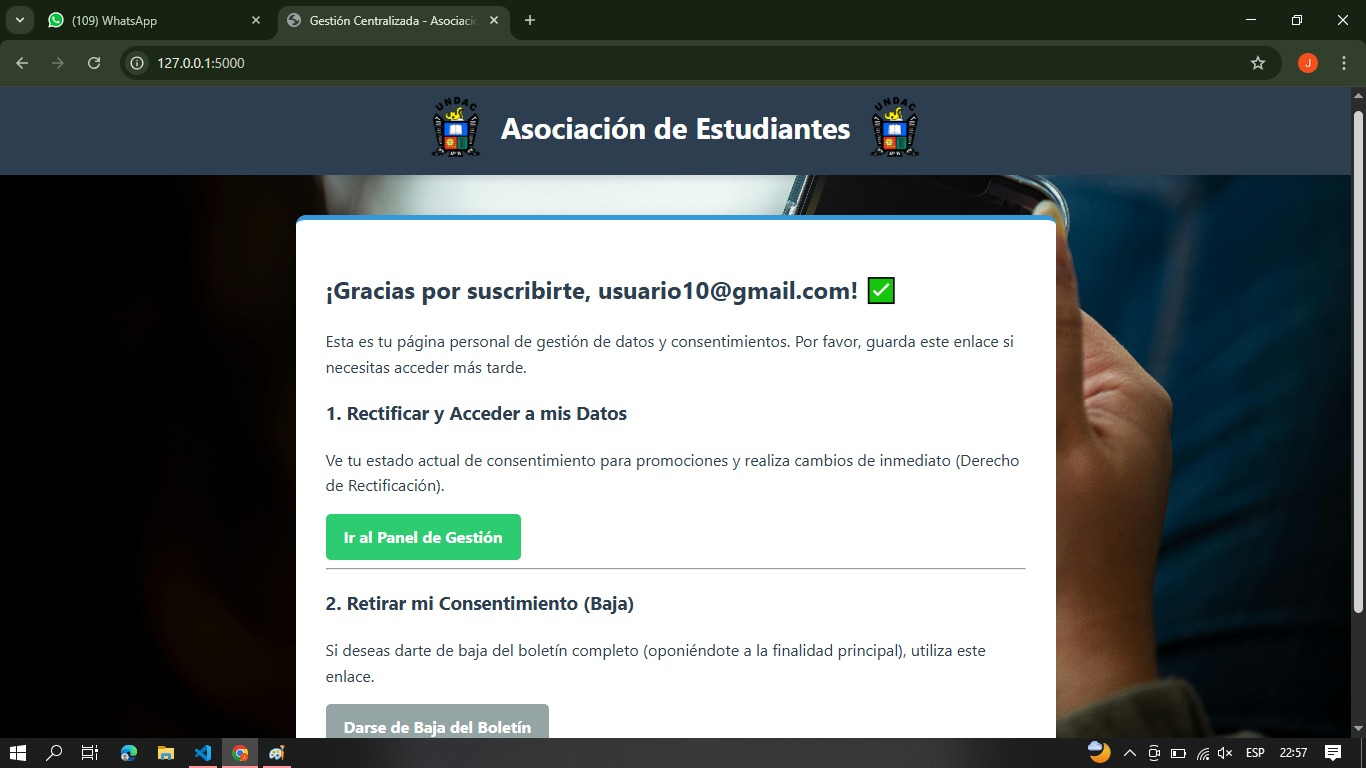 (109) WhatsApp
Gestión Centralizada - Asociació
127.0.0.1:5000
J
UNDAC
Asociación de Estudiantes
UNDAC
¡Gracias por suscribirte, usuario10@gmail.com! ✅
Esta es tu página personal de gestión de datos y consentimientos. Por favor, guarda este enlace si
necesitas acceder más tarde.
1. Rectificar y Acceder a mis Datos
Ve tu estado actual de consentimiento para promociones y realiza cambios de inmediato (Derecho
de Rectificación).
Ir al Panel de Gestión
2. Retirar mi Consentimiento (Baja)
Si deseas darte de baja del boletín completo (oponiéndote a la finalidad principal), utiliza este
enlace.
Darse de Baja del Boletín
ESP
22:57